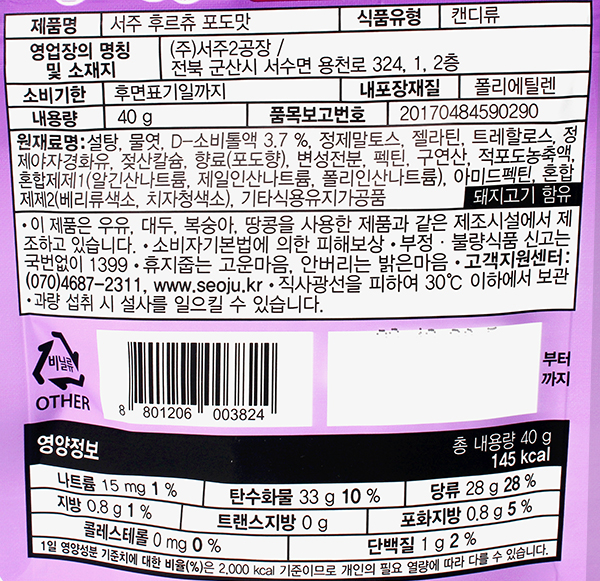 제품명 서주 후르츄 포도맛 식품유형 캔디류
영업장의 명칭 및 소재지 (주)서주2공장 /
전북 군산시 서수면 용천로 324, 1, 2층
소비기한 후면표기일까지 내포장재질 폴리에틸렌
내용량 40 g 품목보고번호 20170484590290
원재료명:설탕, 물엿, D-소비톨액 3.7 %, 정제말토스, 젤라틴, 트레할로스, 정
제야자경화유, 젖산칼슘, 향료(포도향), 변성전분, 펙틴, 구연산, 적포도농축액,
혼합제제1(알긴산나트륨, 제일인산나트륨, 폴리인산나트륨), 아미드펙틴, 혼합
제제2(베리류색소, 치자청색소), 기타식용유지가공품 돼지고기 함유
•이 제품은 우유, 대두, 복숭아, 땅콩을 사용한 제품과 같은 제조시설에서 제
조하고 있습니다. •소비자기본법에 의한 피해보상 •부정·불량식품 신고는
국번없이 1399 •휴지줍는 고운마음, 안버리는 밝은마음 •고객지원센터:
(070)4687-2311, www.seoju.kr •직사광선을 피하여 30℃ 이하에서 보관
•과량 섭취 시 설사를 일으킬 수 있습니다.
비닐류
OTHER
8 801206 003824
부터
까지
영양정보 총 내용량 40 g
145 kcal
나트륨 15 mg 1 % 탄수화물 33 g 10 % 당류 28 g 28 %
지방 0.8 g 1 % 트랜스지방 0 g 포화지방 0.8 g 5 %
콜레스테롤 0 mg 0 % 단백질 1 g 2 %
1일 영양성분 기준치에 대한 비율(%)은 2,000 kcal 기준이므로 개인의 필요 열량에 따라 다를 수 있습니다.